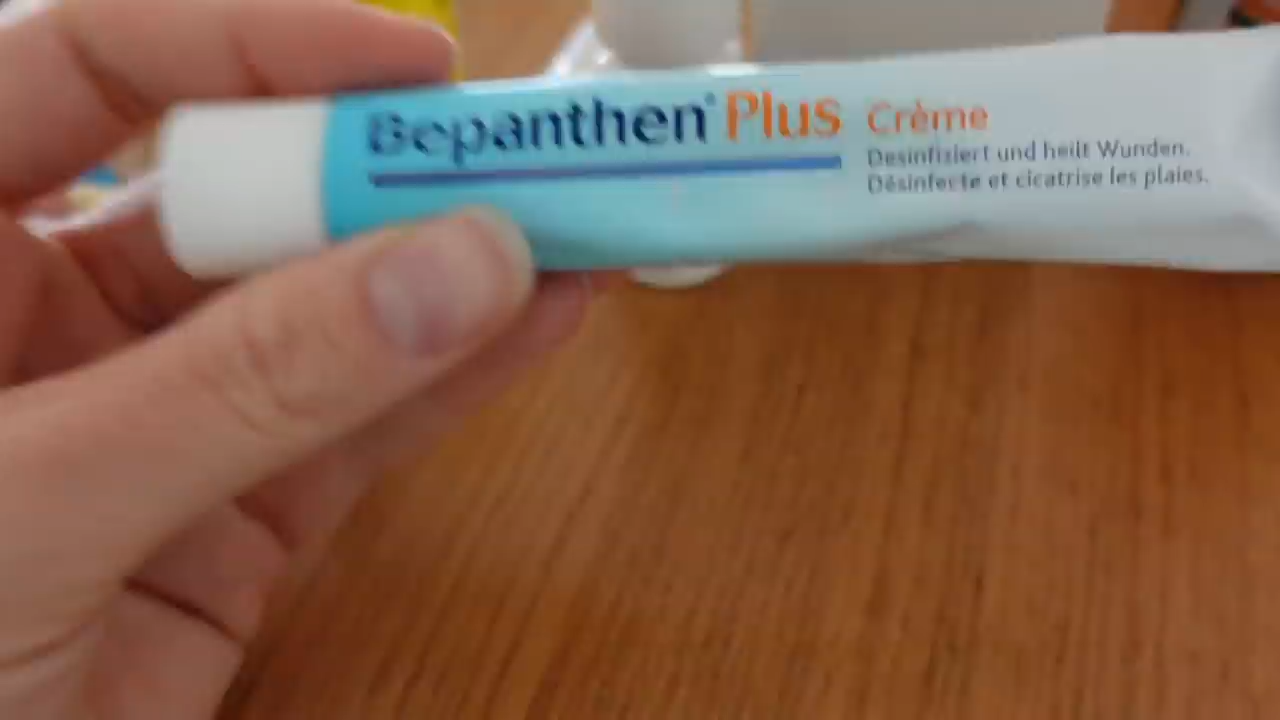 Bepanthen® Plus Crème
Desinfiziert und heilt Wunden.
Désinfecte et cicatrise les plaies.